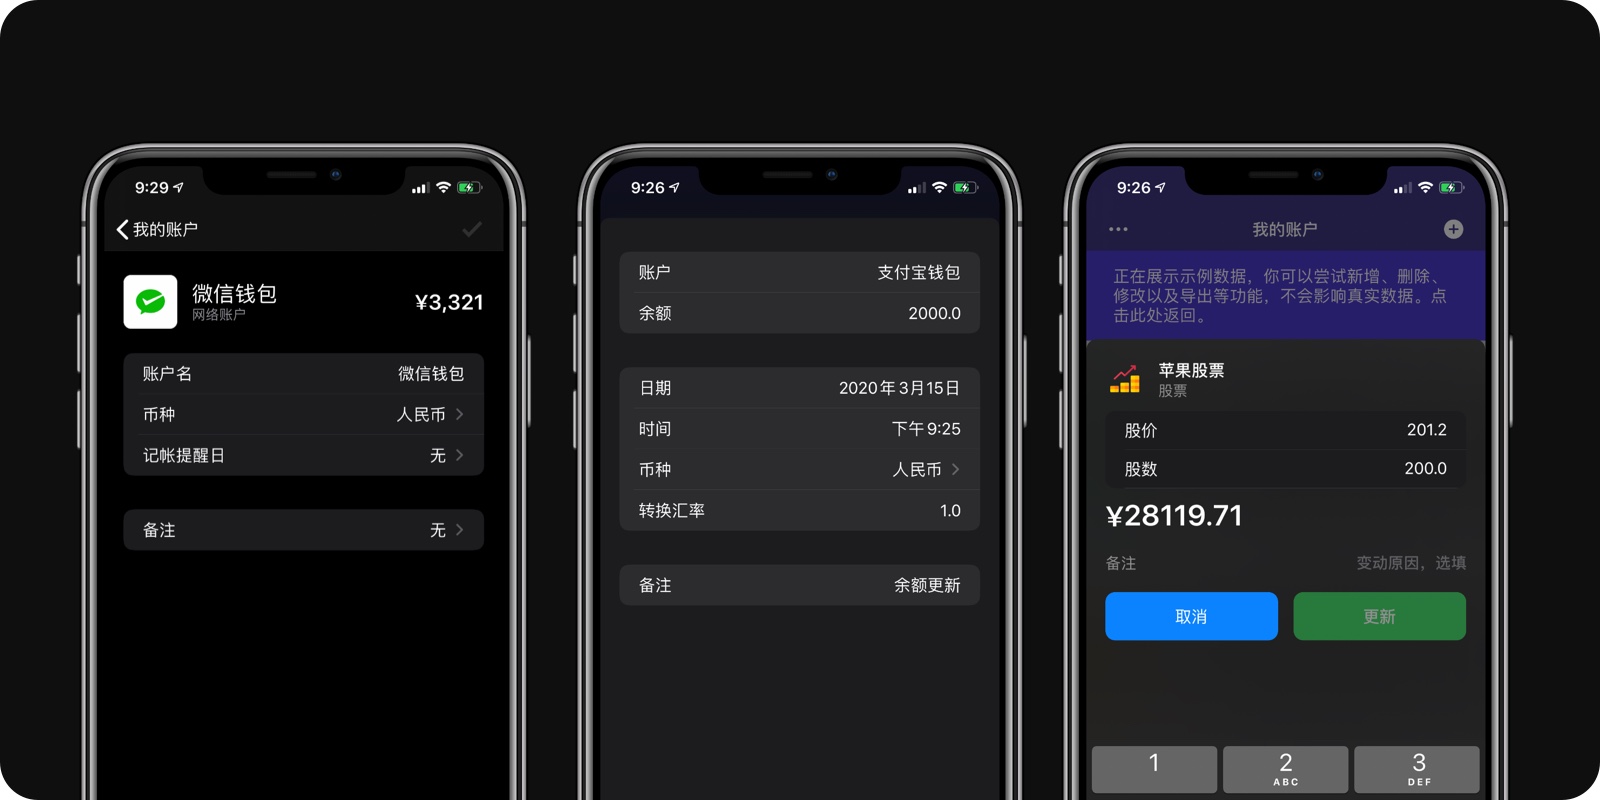 9:29
我的账户
微信钱包
网络账户
¥3,321
账户名 微信钱包
币种 人民币
记帐提醒日 无
备注 无
9:26
账户 支付宝钱包
余额 2000.0
日期 2020年3月15日
时间 下午9:25
币种 人民币
转换汇率 1.0
备注 余额更新
9:26
我的账户
正在展示示例数据，你可以尝试新增、删除、
修改以及导出等功能，不会影响真实数据。点
击此处返回。
苹果股票
股票
股价 201.2
股数 200.0
¥28119.71
备注 变动原因，选填
取消 更新
1 2 3
ABC DEF